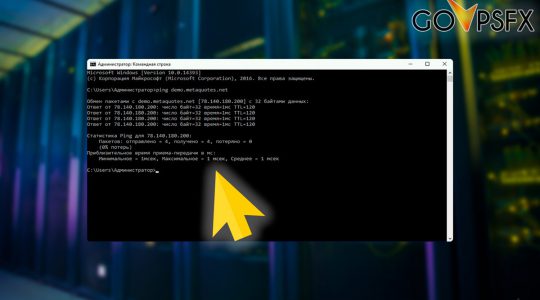 GOVPSFX
Администратор: Командная строка
Microsoft Windows [Version 10.0.14393]
(c) Корпорация Майкрософт (Microsoft Corporation), 2016. Все права защищены.
C:\Users\Администратор>ping demo.metaquotes.net
Обмен пакетами с demo.metaquotes.net [78.140.180.200] с 32 байтами данных:
Ответ от 78.140.180.200: число байт=32 время=1мс TTL=120
Ответ от 78.140.180.200: число байт=32 время=1мс TTL=120
Ответ от 78.140.180.200: число байт=32 время=1мс TTL=120
Ответ от 78.140.180.200: число байт=32 время=1мс TTL=120
Статистика Ping для 78.140.180.200:
Пакетов: отправлено = 4, получено = 4, потеряно = 0
(0% потерь)
Приблизительное время приема-передачи в мс:
Минимальное = 1мсек, Максимальное = 1 мсек, Среднее = 1 мсек
C:\Users\Администратор>